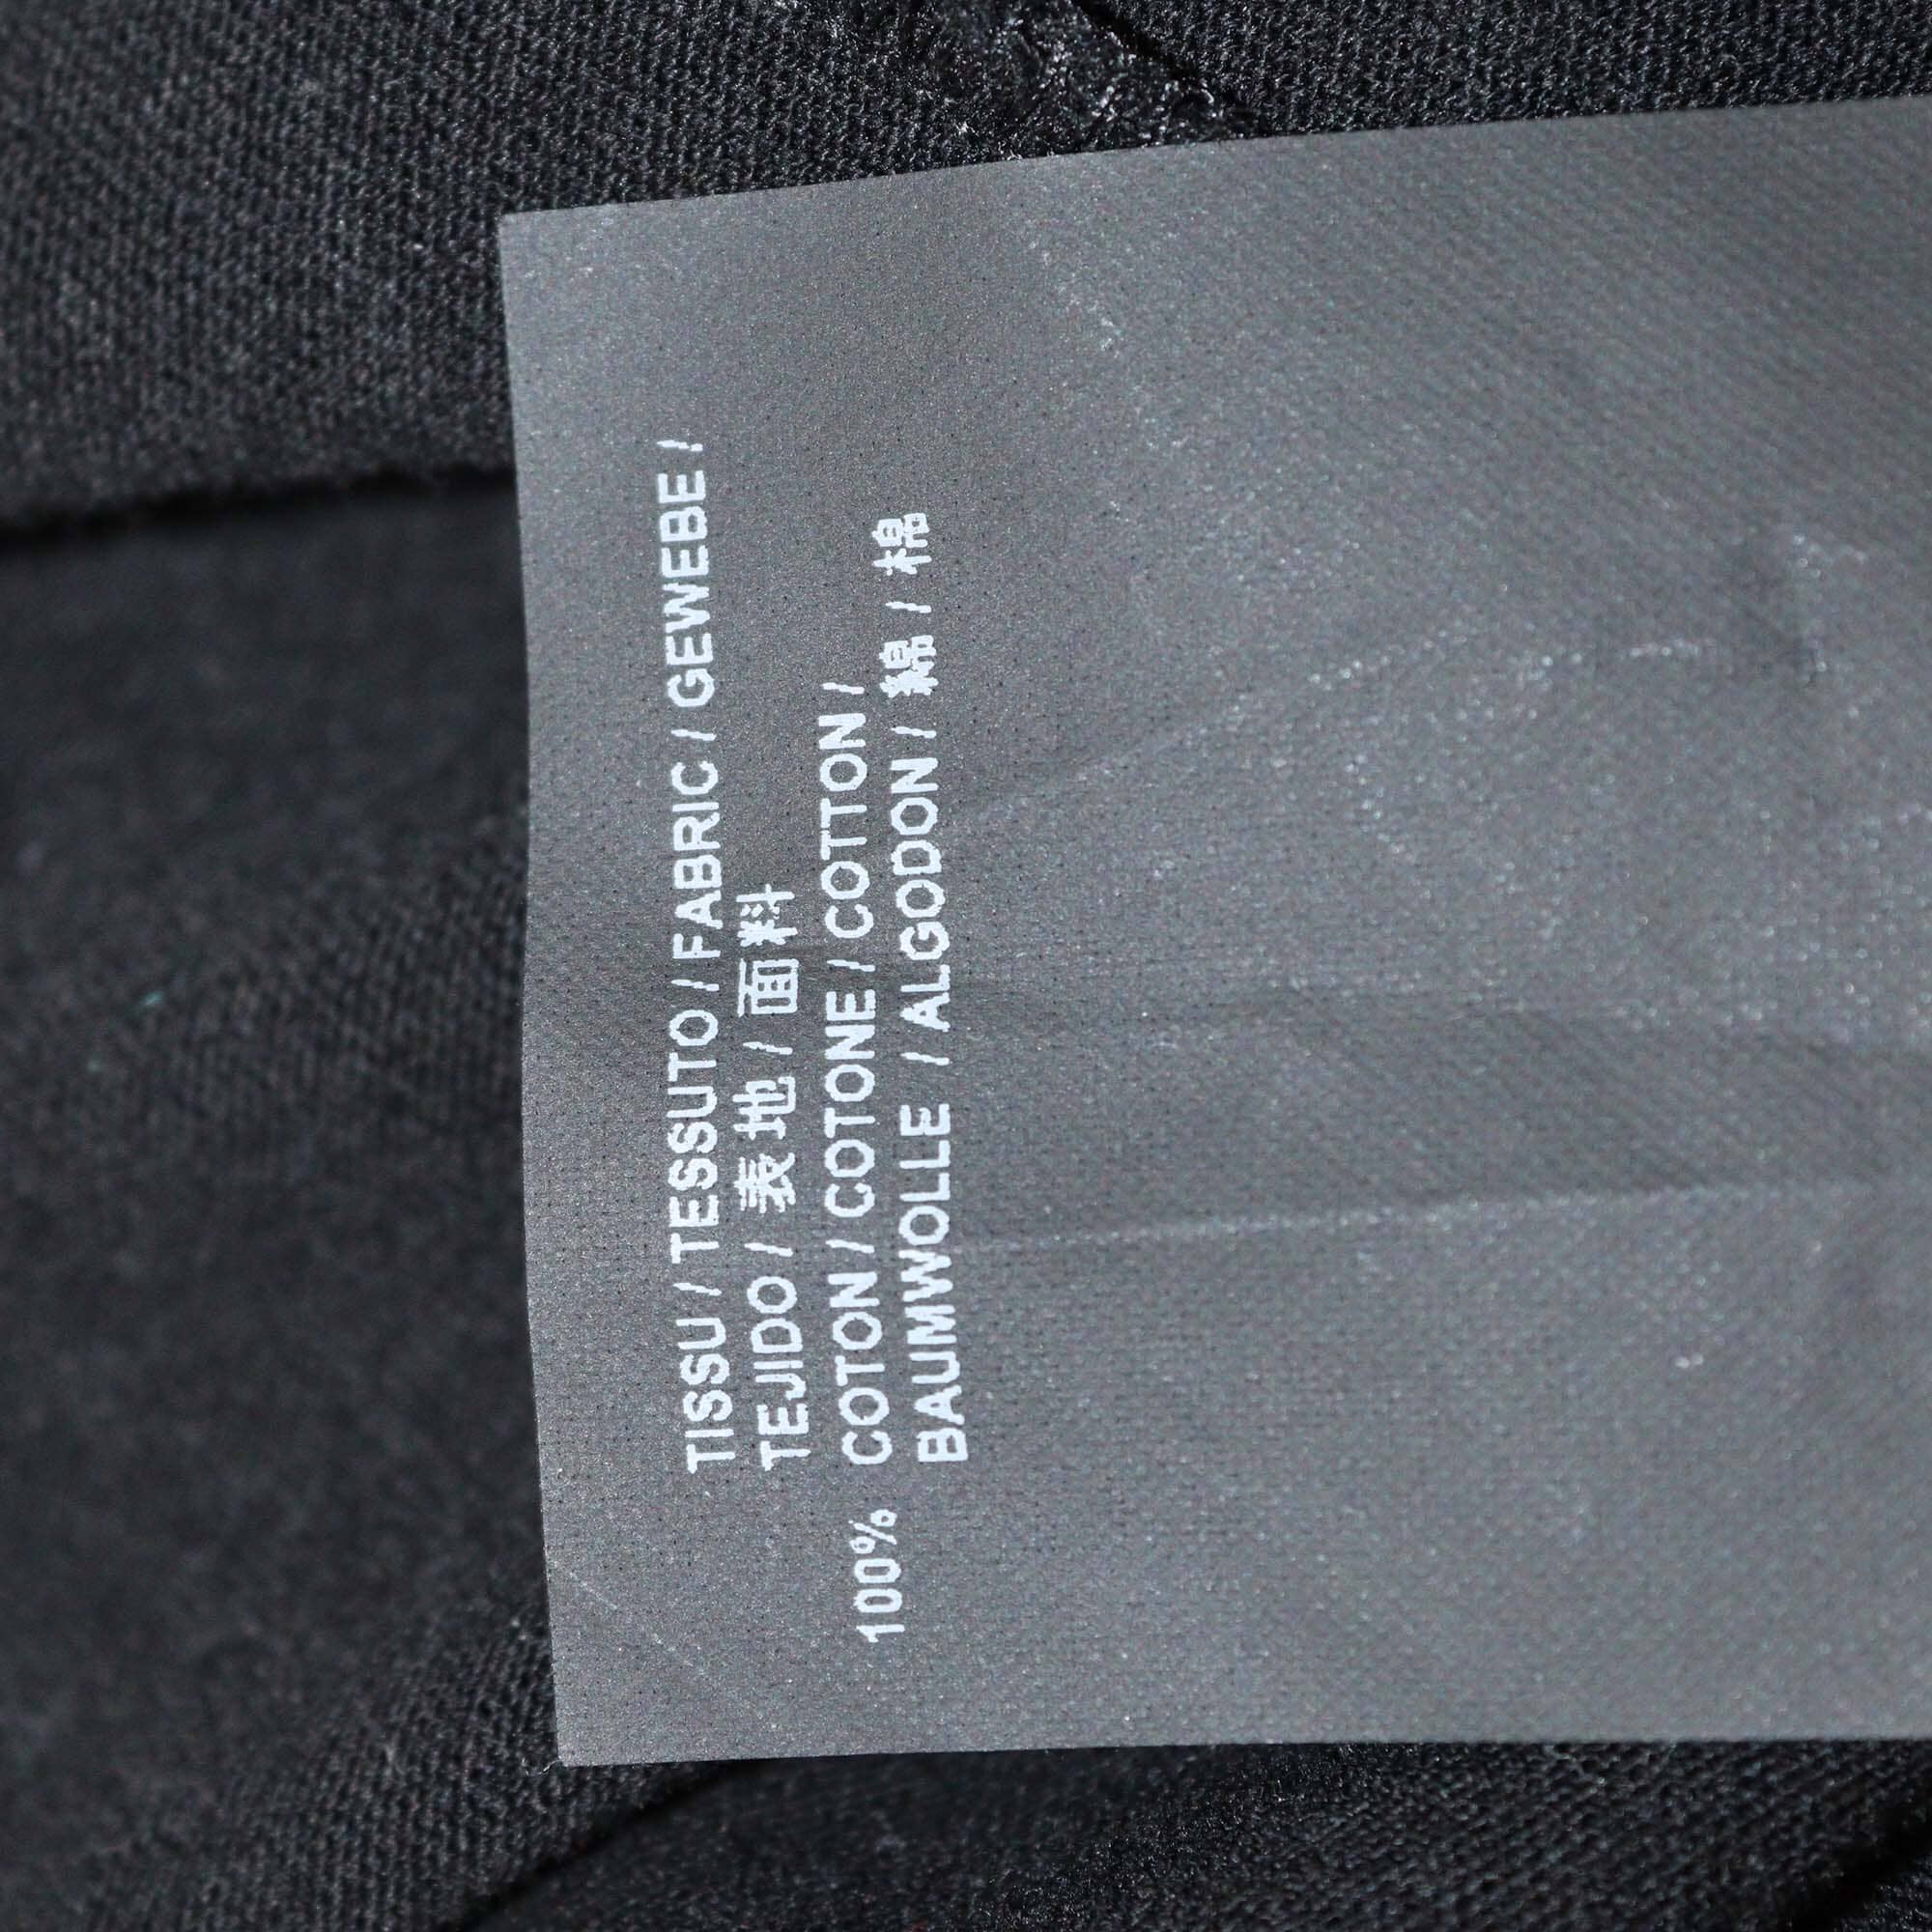 TISSU / TESSUTO / FABRIC / GEWEBE /
TEJIDO / 表地 / 面料
100% COTON / COTONE / COTTON /
BAUMWOLLE / ALGODON / 綿 / 棉